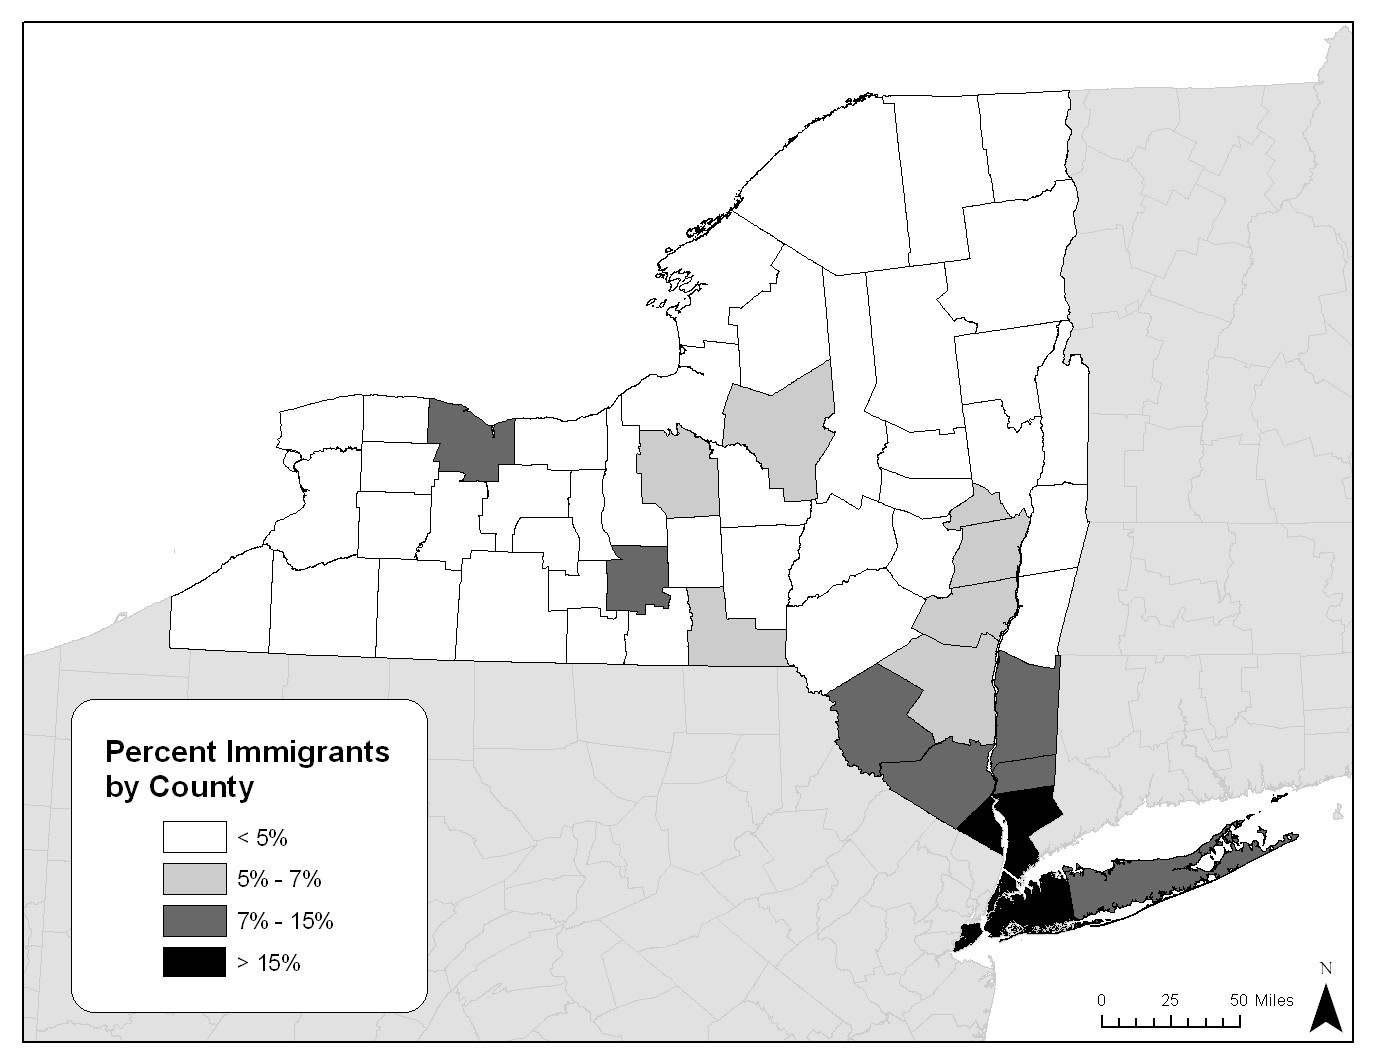 Percent Immigrants
by County
< 5%
5% - 7%
7% - 15%
> 15%
N
0 25 50 Miles